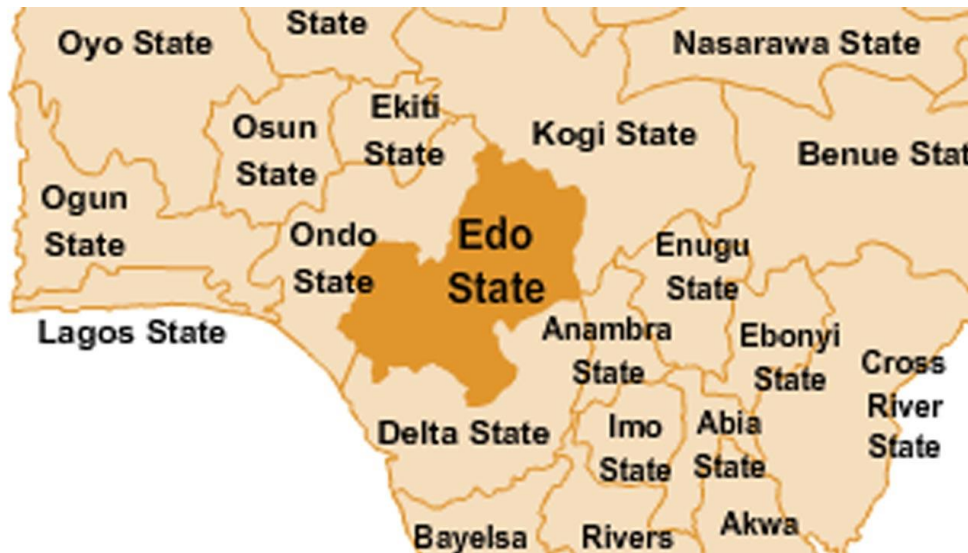 State
Oyo State
Nasarawa State
Ekiti
State
Osun
State
Kogi State
Benue Stat
Ogun
State
Ondo
State
Edo
State
Enugu
State
Lagos State
Anambra
State
Ebonyi
State
Cross
River
State
Delta State
Imo
State
Abia
State
Bayelsa
Rivers
Akwa